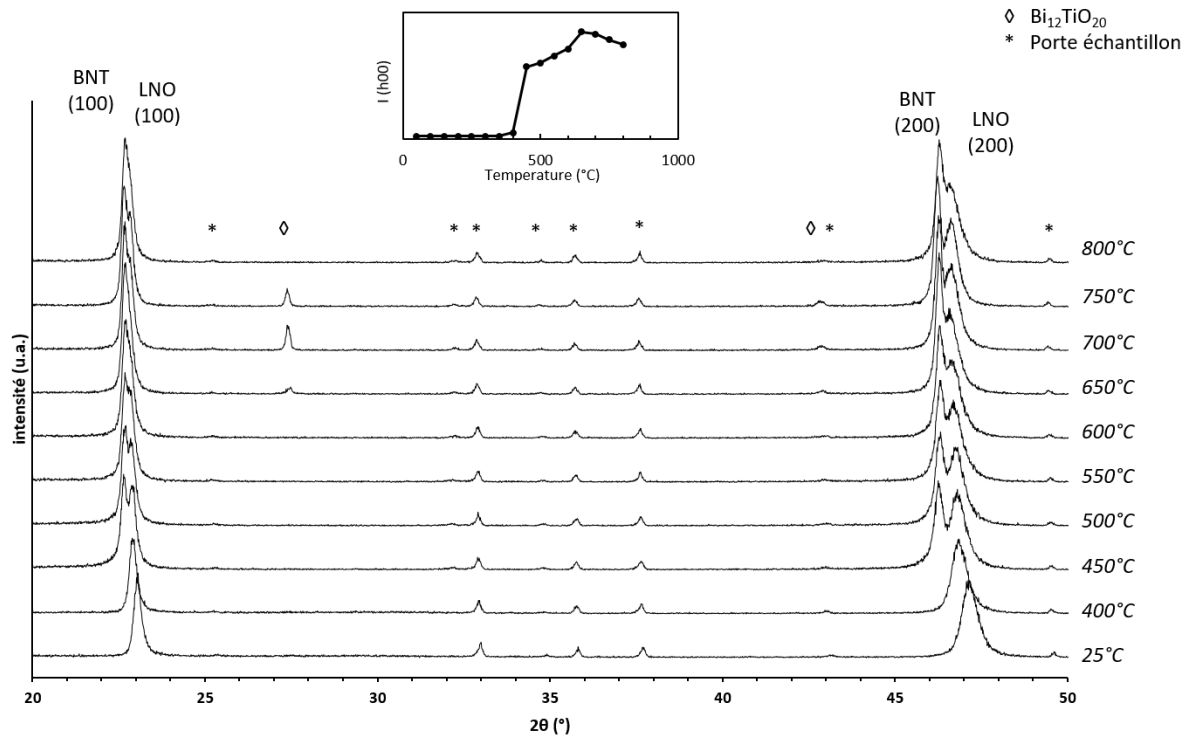 ◊ Bi₁₂TiO₂₀
* Porte échantillon
BNT
(100)
LNO
(100)
I (h00)
0 500 1000
Temperature (°C)
BNT
(200)
LNO
(200)
* ◊ * * * * * ◊ * *
800°C
750°C
700°C
650°C
600°C
550°C
500°C
450°C
400°C
25°C
intensité (u.a.)
20 25 30 35 40 45 50
2θ (°)